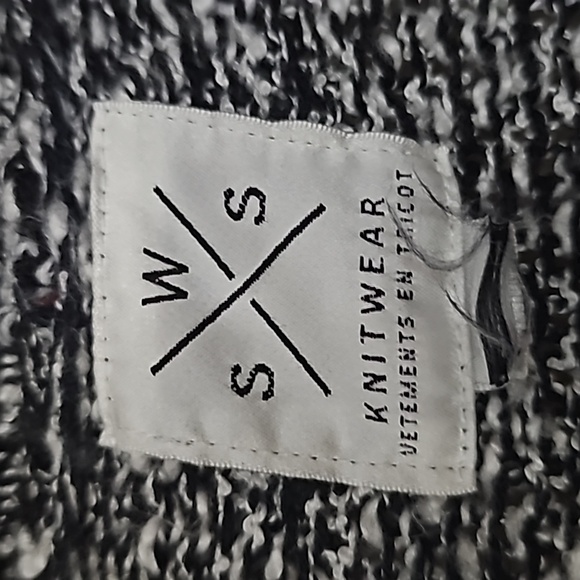 W
S S
KNITWEAR
VETEMENTS EN TRICOT